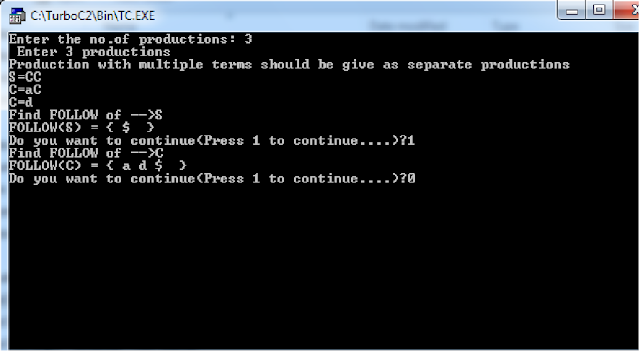 C:\TurboC2\Bin\TC.EXE
Enter the no.of productions: 3
Enter 3 productions
Production with multiple terms should be give as separate productions
S=CC
C=aC
C=d
Find FOLLOW of -->S
FOLLOW(S) = { $  }
Do you want to continue(Press 1 to continue....)?1
Find FOLLOW of -->C
FOLLOW(C) = { a d $  }
Do you want to continue(Press 1 to continue....)?0